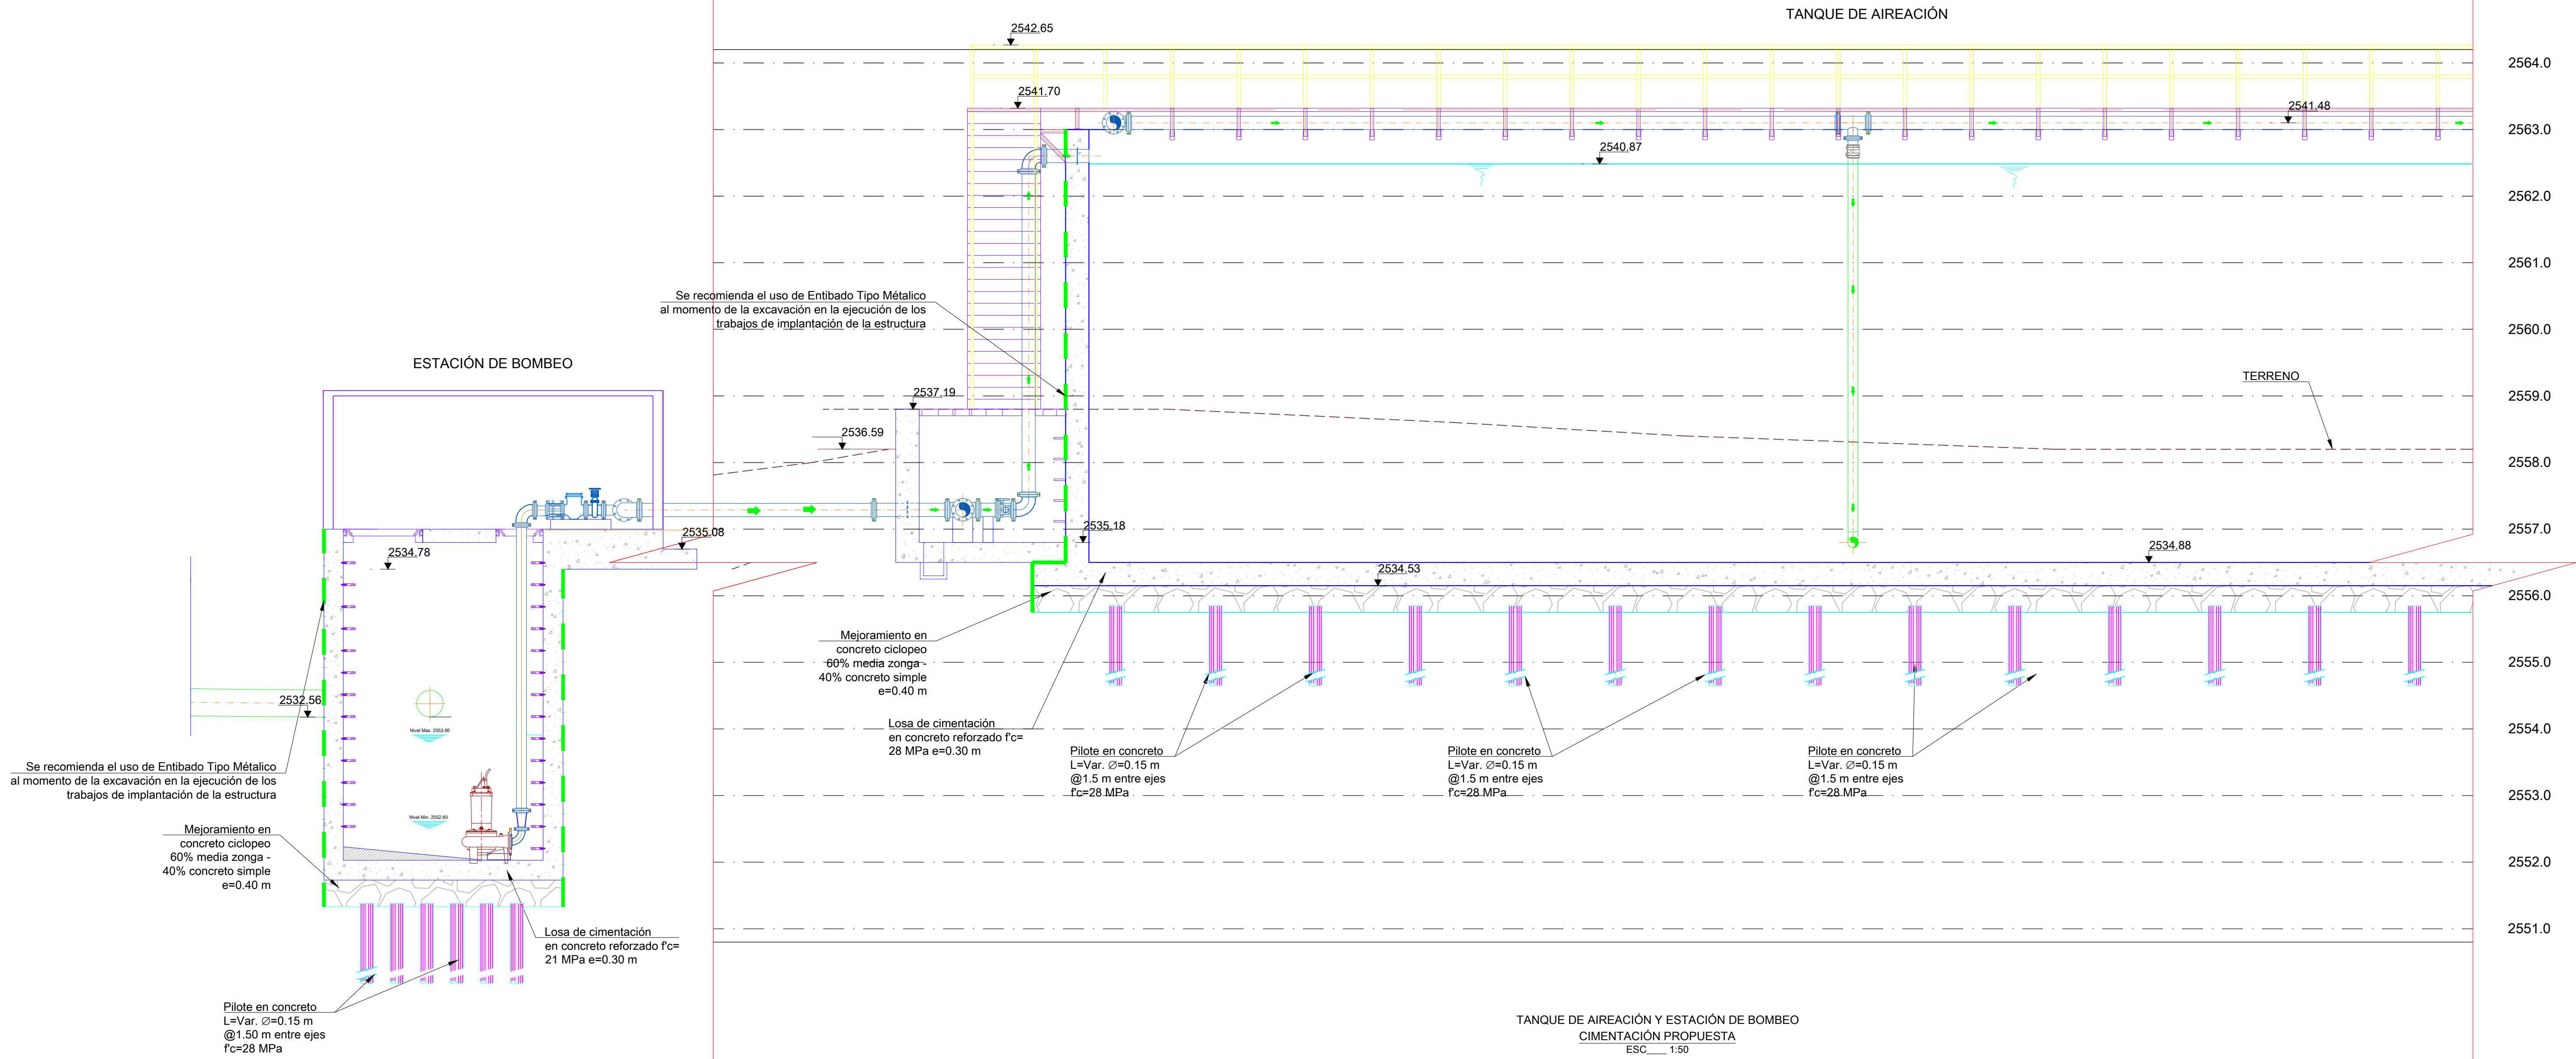 TANQUE DE AIREACIÓN
2542.65
2564.0
2541.70
2541.48
2563.0
2540.87
2562.0
2561.0
Se recomienda el uso de Entibado Tipo Métalico
al momento de la excavación en la ejecución de los
trabajos de implantación de la estructura
2560.0
ESTACIÓN DE BOMBEO
TERRENO
2537.19
2559.0
2536.59
2558.0
2535.08
2535.18
2557.0
2534.78
2534.88
2534.53
2556.0
Mejoramiento en
concreto ciclopeo
60% media zonga -
40% concreto simple
e=0.40 m
2555.0
2532.56
Nivel Max. 2553.90
Losa de cimentación
en concreto reforzado f'c=
28 MPa e=0.30 m
2554.0
Pilote en concreto
L=Var. ∅=0.15 m
@1.5 m entre ejes
f'c=28 MPa
Pilote en concreto
L=Var. ∅=0.15 m
@1.5 m entre ejes
f'c=28 MPa
Pilote en concreto
L=Var. ∅=0.15 m
@1.5 m entre ejes
f'c=28 MPa
Se recomienda el uso de Entibado Tipo Métalico
al momento de la excavación en la ejecución de los
trabajos de implantación de la estructura
2553.0
Nivel Min. 2552.60
Mejoramiento en
concreto ciclopeo
60% media zonga -
40% concreto simple
e=0.40 m
2552.0
Losa de cimentación
en concreto reforzado f'c=
21 MPa e=0.30 m
2551.0
Pilote en concreto
L=Var. ∅=0.15 m
@1.50 m entre ejes
f'c=28 MPa
TANQUE DE AIREACIÓN Y ESTACIÓN DE BOMBEO
CIMENTACIÓN PROPUESTA
ESC____ 1:50